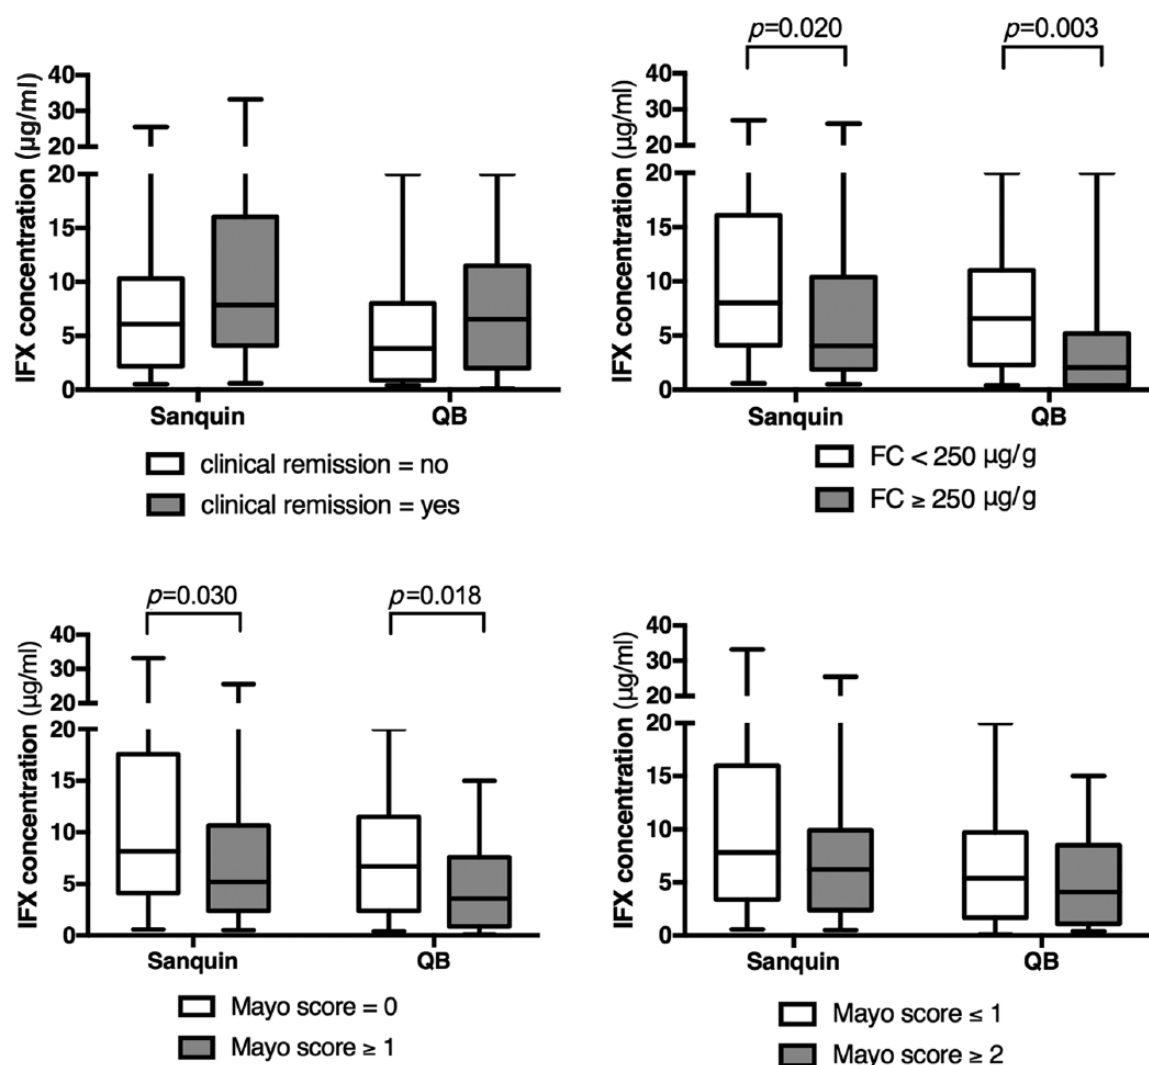 IFX concentration (µg/ml)
40
30
20
20
15
10
5
0
Sanquin QB
clinical remission = no
clinical remission = yes
p=0.020 p=0.003
IFX concentration (µg/ml)
40
30
20
20
15
10
5
0
Sanquin QB
FC < 250 µg/g
FC ≥ 250 µg/g
p=0.030 p=0.018
IFX concentration (µg/ml)
40
30
20
20
15
10
5
0
Sanquin QB
Mayo score = 0
Mayo score ≥ 1
IFX concentration (µg/ml)
40
30
20
20
15
10
5
0
Sanquin QB
Mayo score ≤ 1
Mayo score ≥ 2